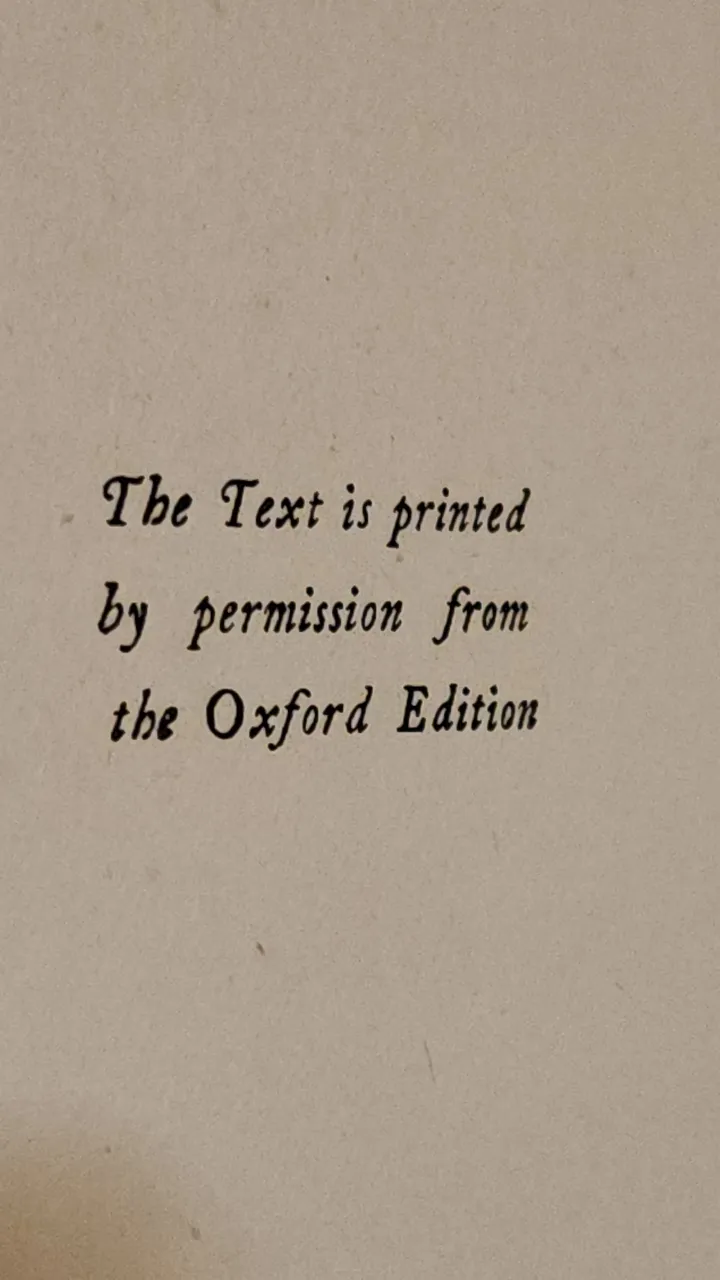 The Text is printed
by permission from
the Oxford Edition